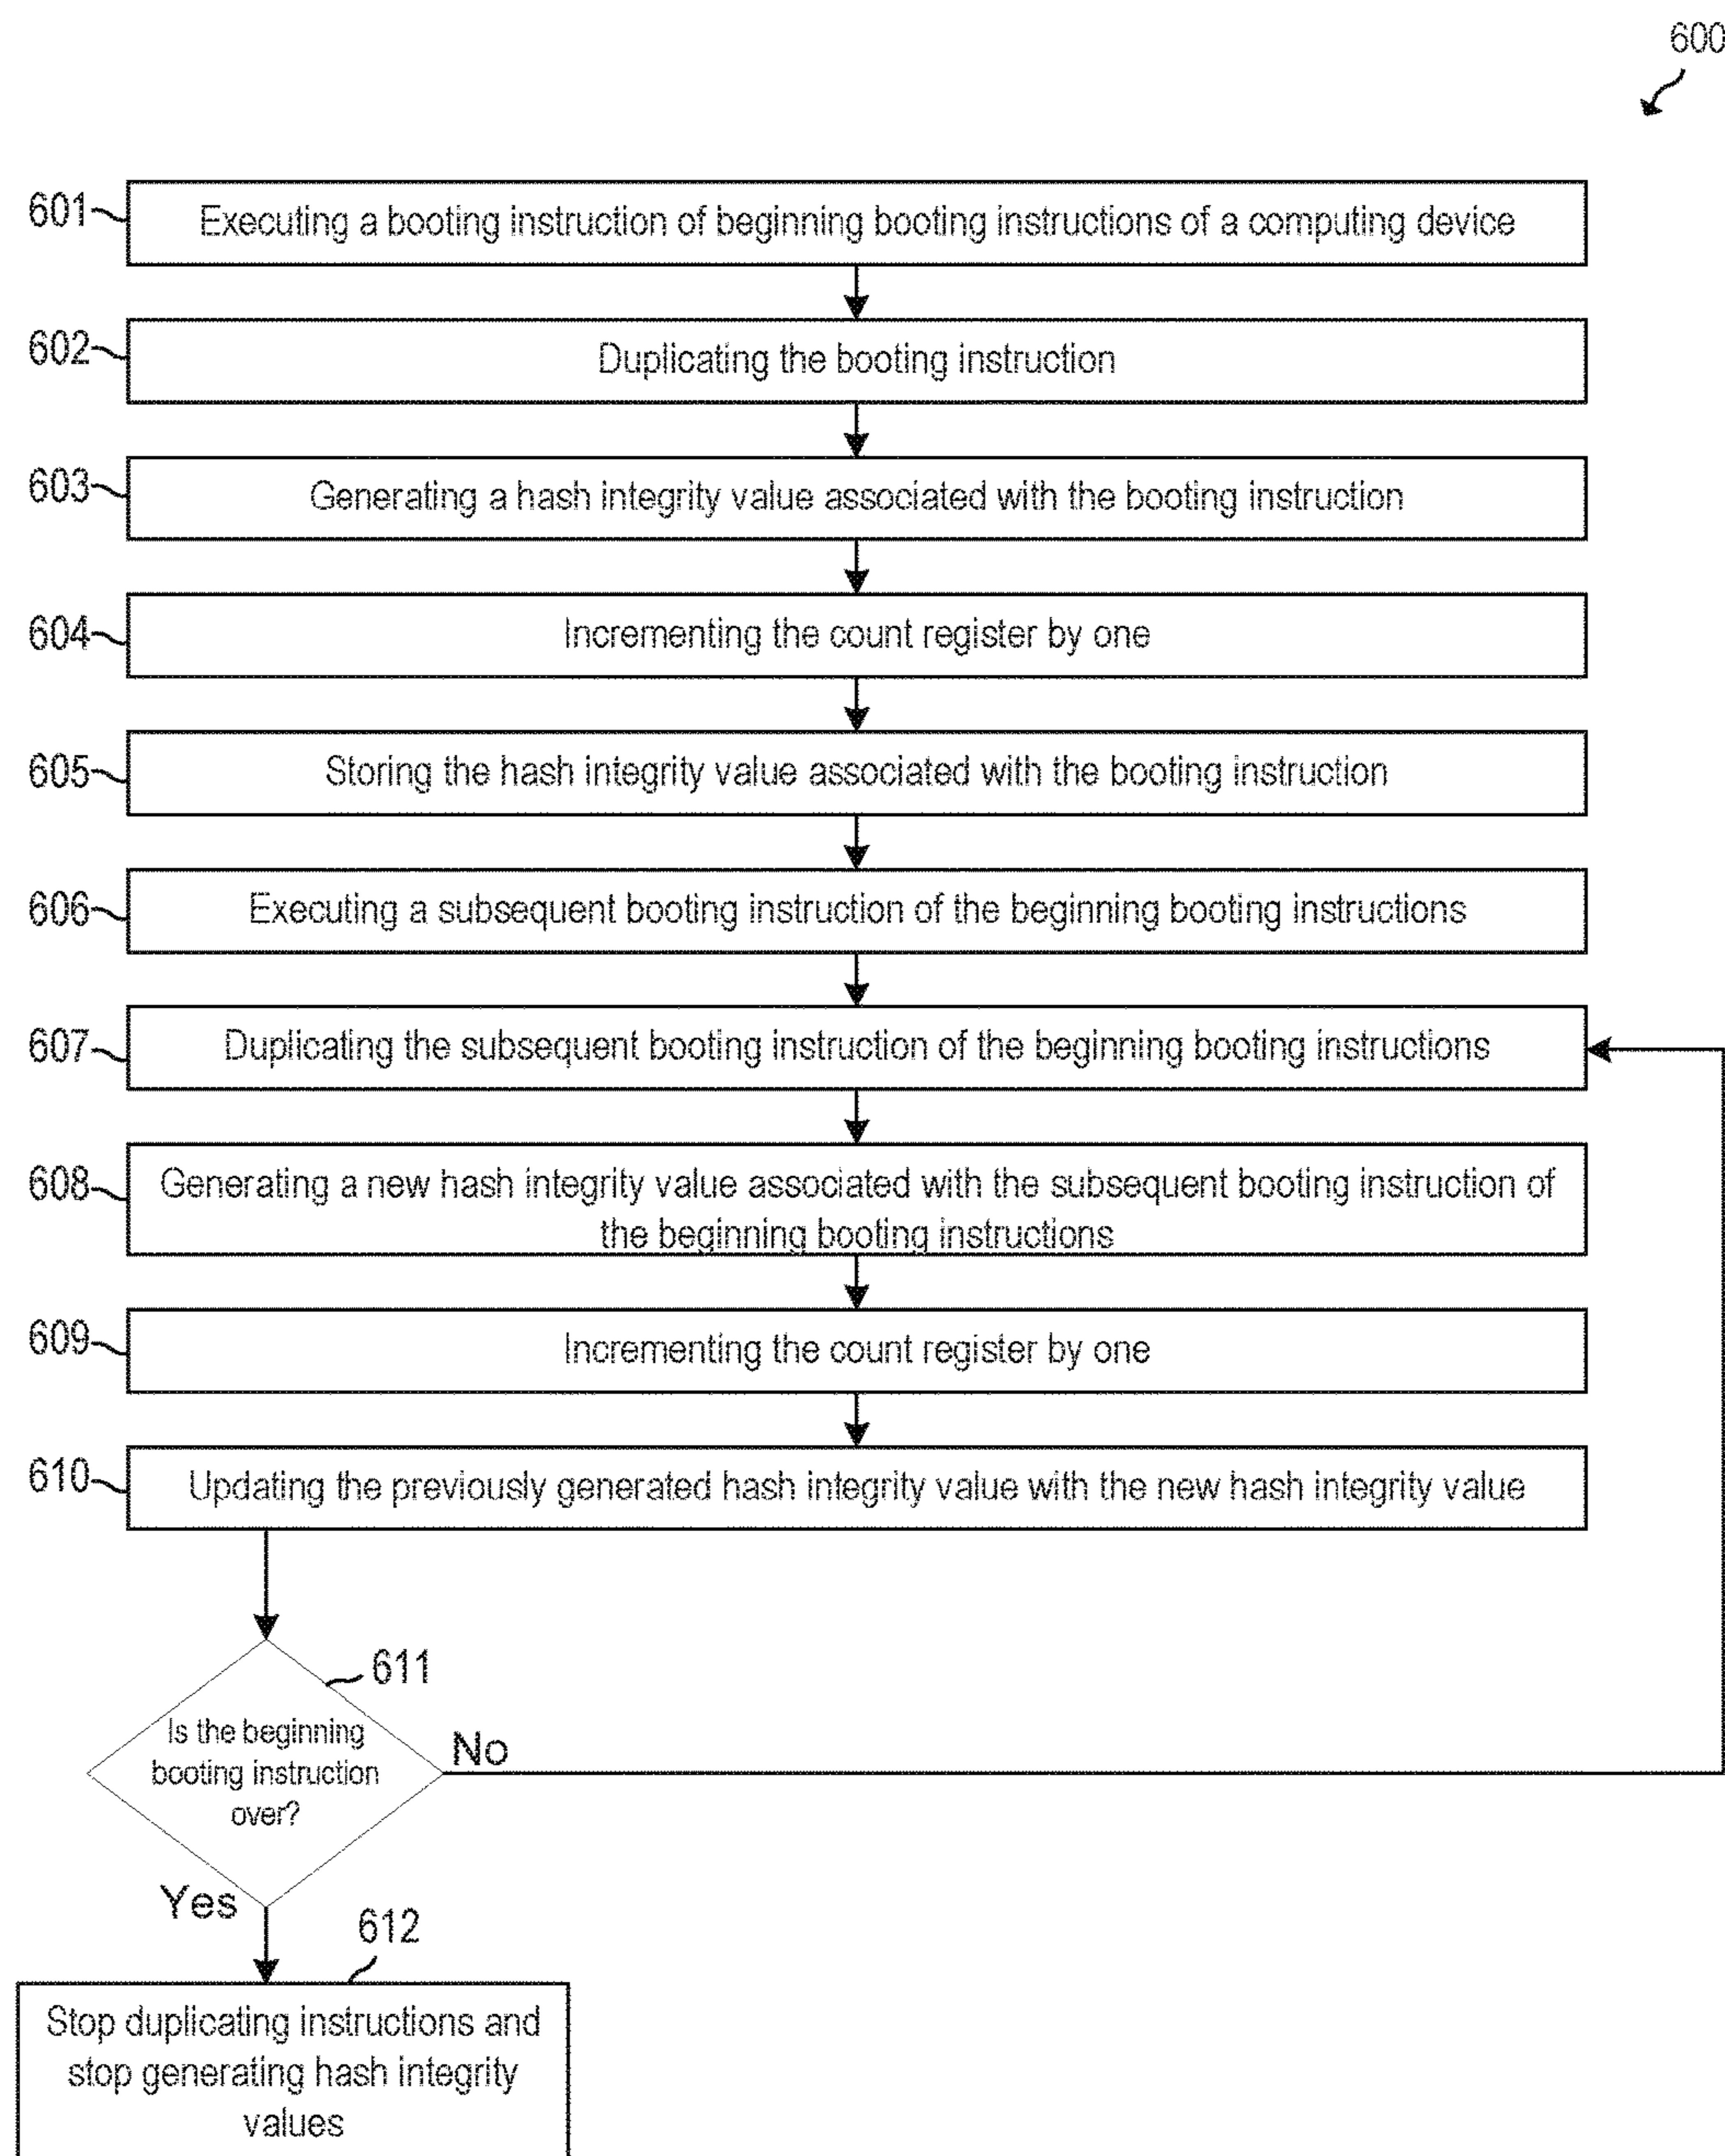 600
601
Executing a booting instruction of beginning booting instructions of a computing device
602
Duplicating the booting instruction
603
Generating a hash integrity value associated with the booting instruction
604
Incrementing the count register by one
605
Storing the hash integrity value associated with the booting instruction
606
Executing a subsequent booting instruction of the beginning booting instructions
607
Duplicating the subsequent booting instruction of the beginning booting instructions
608
Generating a new hash integrity value associated with the subsequent booting instruction of
the beginning booting instructions
609
Incrementing the count register by one
610
Updating the previously generated hash integrity value with the new hash integrity value
611
Is the beginning
booting instruction
over?
No
Yes
612
Stop duplicating instructions and
stop generating hash integrity
values